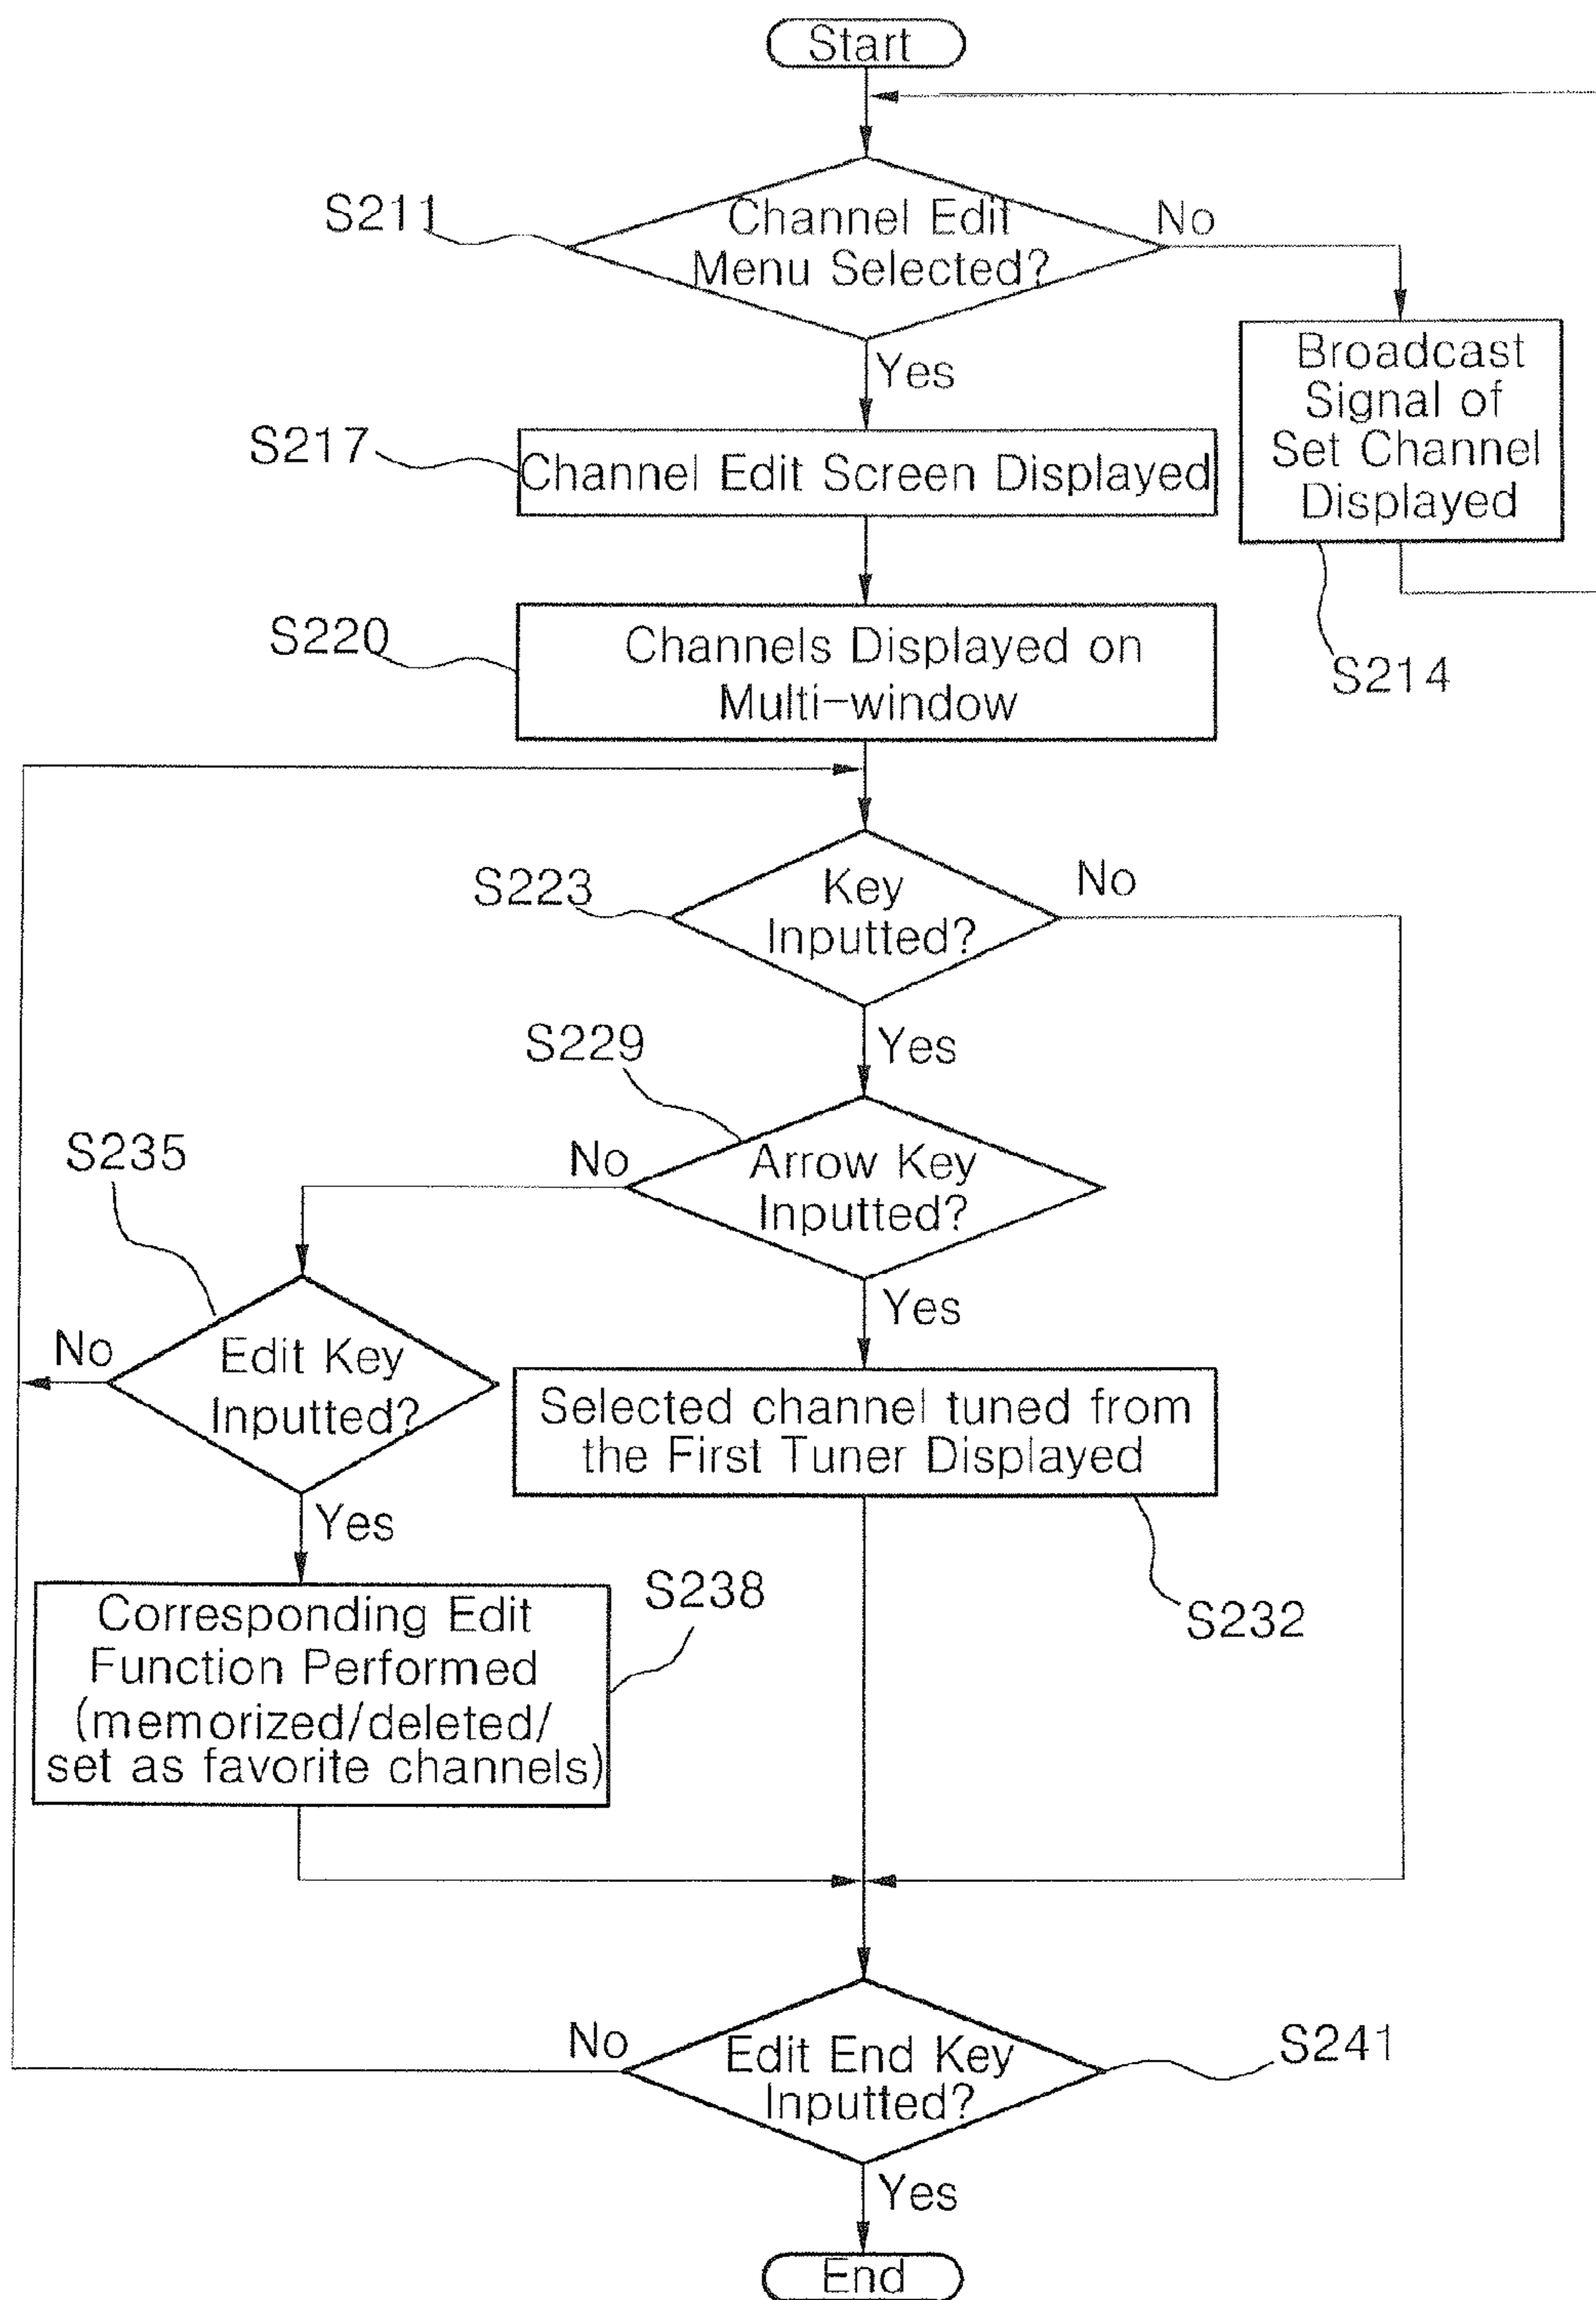 Start
S211
Channel Edit
Menu Selected?
No
Yes
Broadcast
Signal of
Set Channel
Displayed
S214
S217
Channel Edit Screen Displayed
S220
Channels Displayed on
Multi-window
S223
Key
Inputted?
No
Yes
S229
Arrow Key
Inputted?
No
Yes
S235
Edit Key
Inputted?
No
Yes
Selected channel tuned from
the First Tuner Displayed
S232
Corresponding Edit
Function Performed
(memorized/deleted/
set as favorite channels)
S238
Edit End Key
Inputted?
No
S241
Yes
End